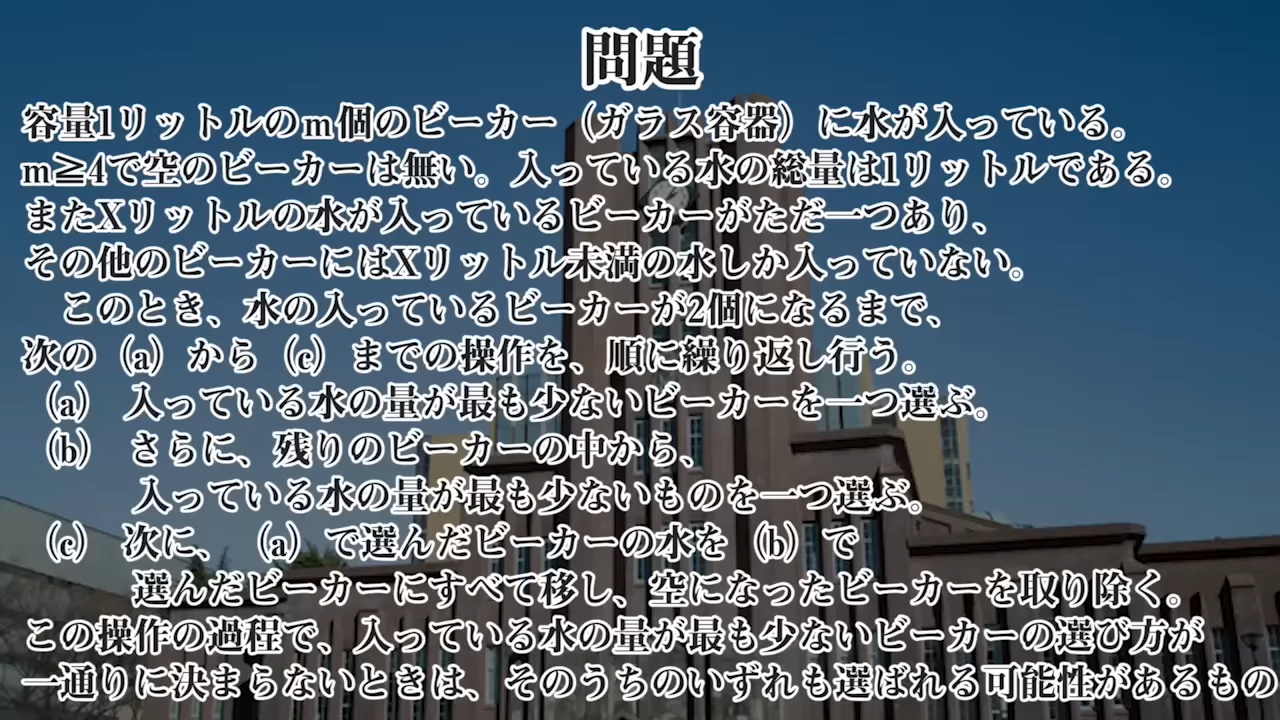 問題
容量1リットルのm個のビーカー（ガラス容器）に水が入っている。
m≧4で空のビーカーは無い。入っている水の総量は1リットルである。
またXリットルの水が入っているビーカーがただ一つあり、
その他のビーカーにはXリットル未満の水しか入っていない。
このとき、水の入っているビーカーが2個になるまで、
次の（a）から（c）までの操作を、順に繰り返し行う。
（a） 入っている水の量が最も少ないビーカーを一つ選ぶ。
（b） さらに、残りのビーカーの中から、
入っている水の量が最も少ないものを一つ選ぶ。
（c） 次に、（a）で選んだビーカーの水を（b）で
選んだビーカーにすべて移し、空になったビーカーを取り除く。
この操作の過程で、入っている水の量が最も少ないビーカーの選び方が
一通りに決まらないときは、そのうちのいずれも選ばれる可能性があるもの